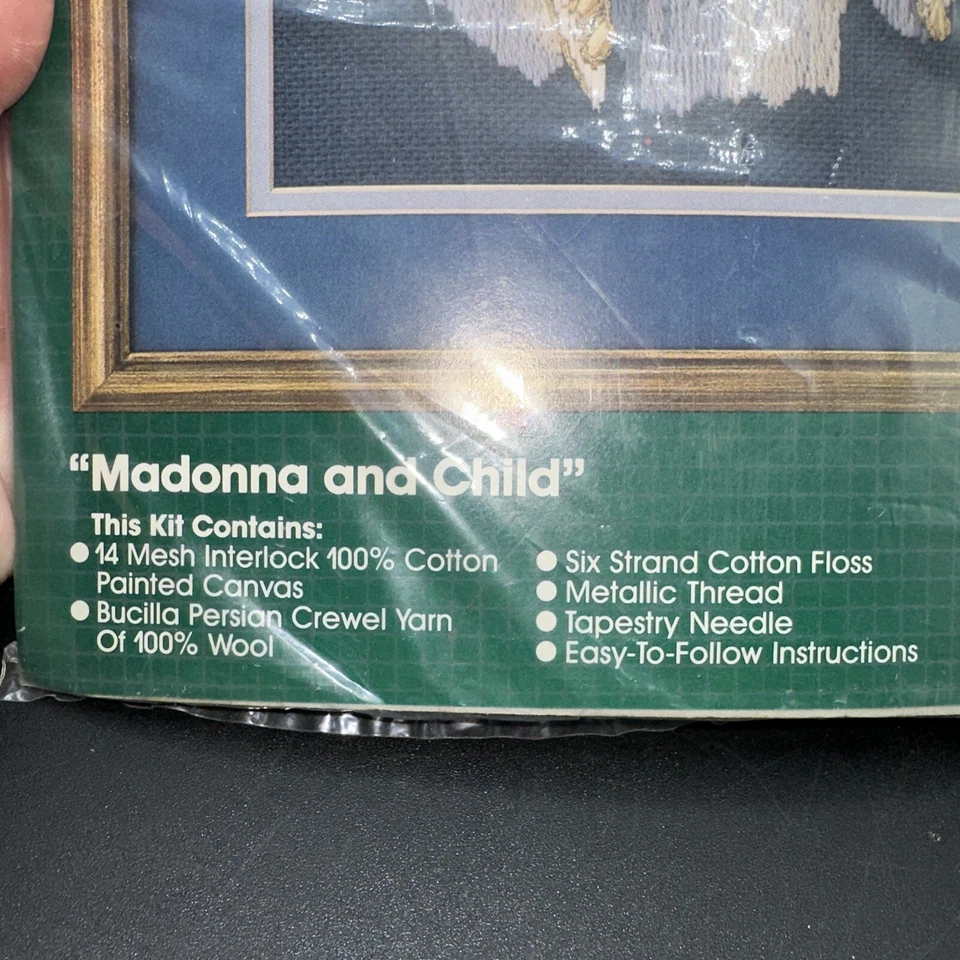 “Madonna and Child”
This Kit Contains:
● 14 Mesh Interlock 100% Cotton
Painted Canvas
● Bucilla Persian Crewel Yarn
Of 100% Wool
● Six Strand Cotton Floss
● Metallic Thread
● Tapestry Needle
● Easy-To-Follow Instructions